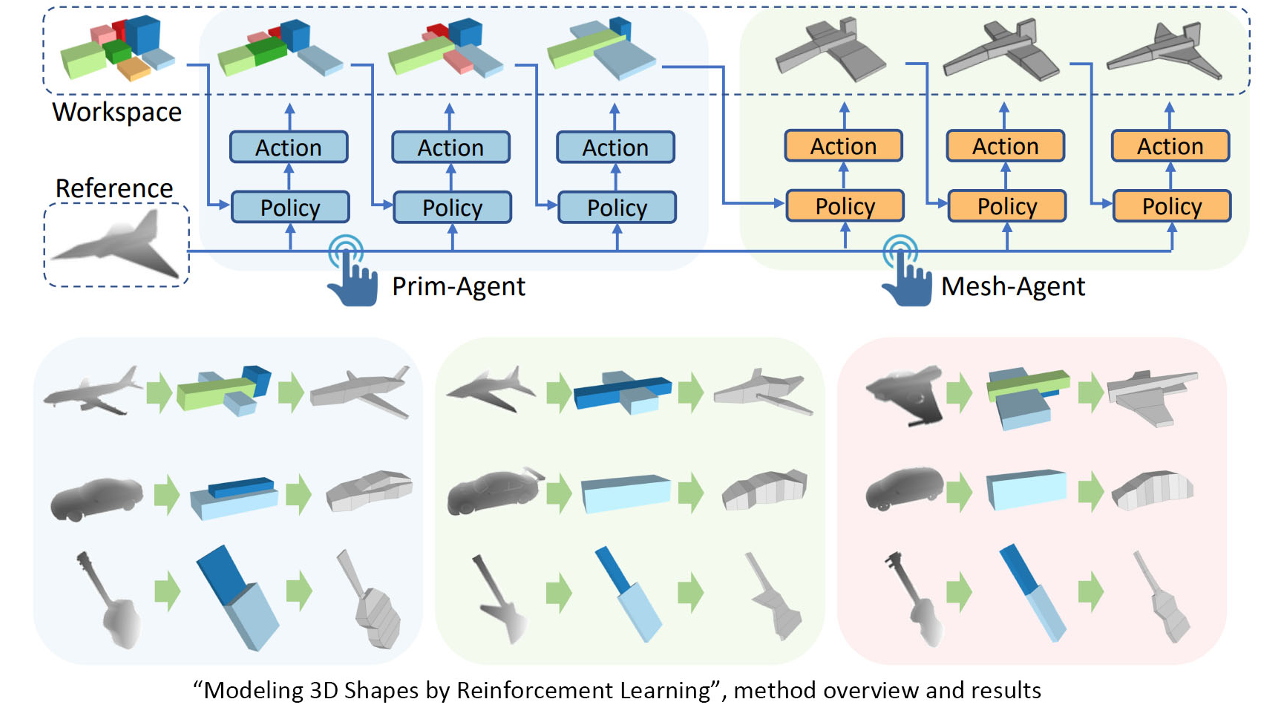 Workspace
Action Action Action Action Action Action
Reference
Policy Policy Policy Policy Policy Policy
Prim-Agent Mesh-Agent
“Modeling 3D Shapes by Reinforcement Learning”, method overview and results